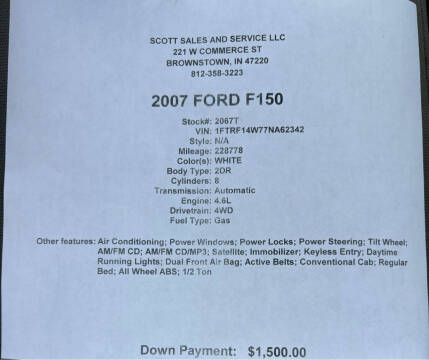 SCOTT SALES AND SERVICE LLC
221 W COMMERCE ST
BROWNSTOWN, IN 47220
812-358-3223
2007 FORD F150
Stock#: 2067T
VIN: 1FTRF14W77NA62342
Style: N/A
Mileage: 228778
Color(s): WHITE
Body Type: 2DR
Cylinders: 8
Transmission: Automatic
Engine: 4.6L
Drivetrain: 4WD
Fuel Type: Gas
Other features: Air Conditioning; Power Windows; Power Locks; Power Steering; Tilt Wheel;
AM/FM CD; AM/FM CD/MP3; Satellite; Immobilizer; Keyless Entry; Daytime
Running Lights; Dual Front Air Bag; Active Belts; Conventional Cab; Regular
Bed; All Wheel ABS; 1/2 Ton
Down Payment: $1,500.00